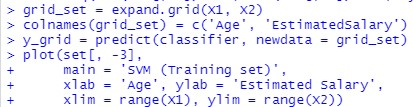 > grid_set = expand.grid(X1, X2)
> colnames(grid_set) = c('Age', 'EstimatedSalary')
> y_grid = predict(classifier, newdata = grid_set)
> plot(set[, -3],
+      main = 'SVM (Training set)',
+      xlab = 'Age', ylab = 'Estimated Salary',
+      xlim = range(X1), ylim = range(X2))